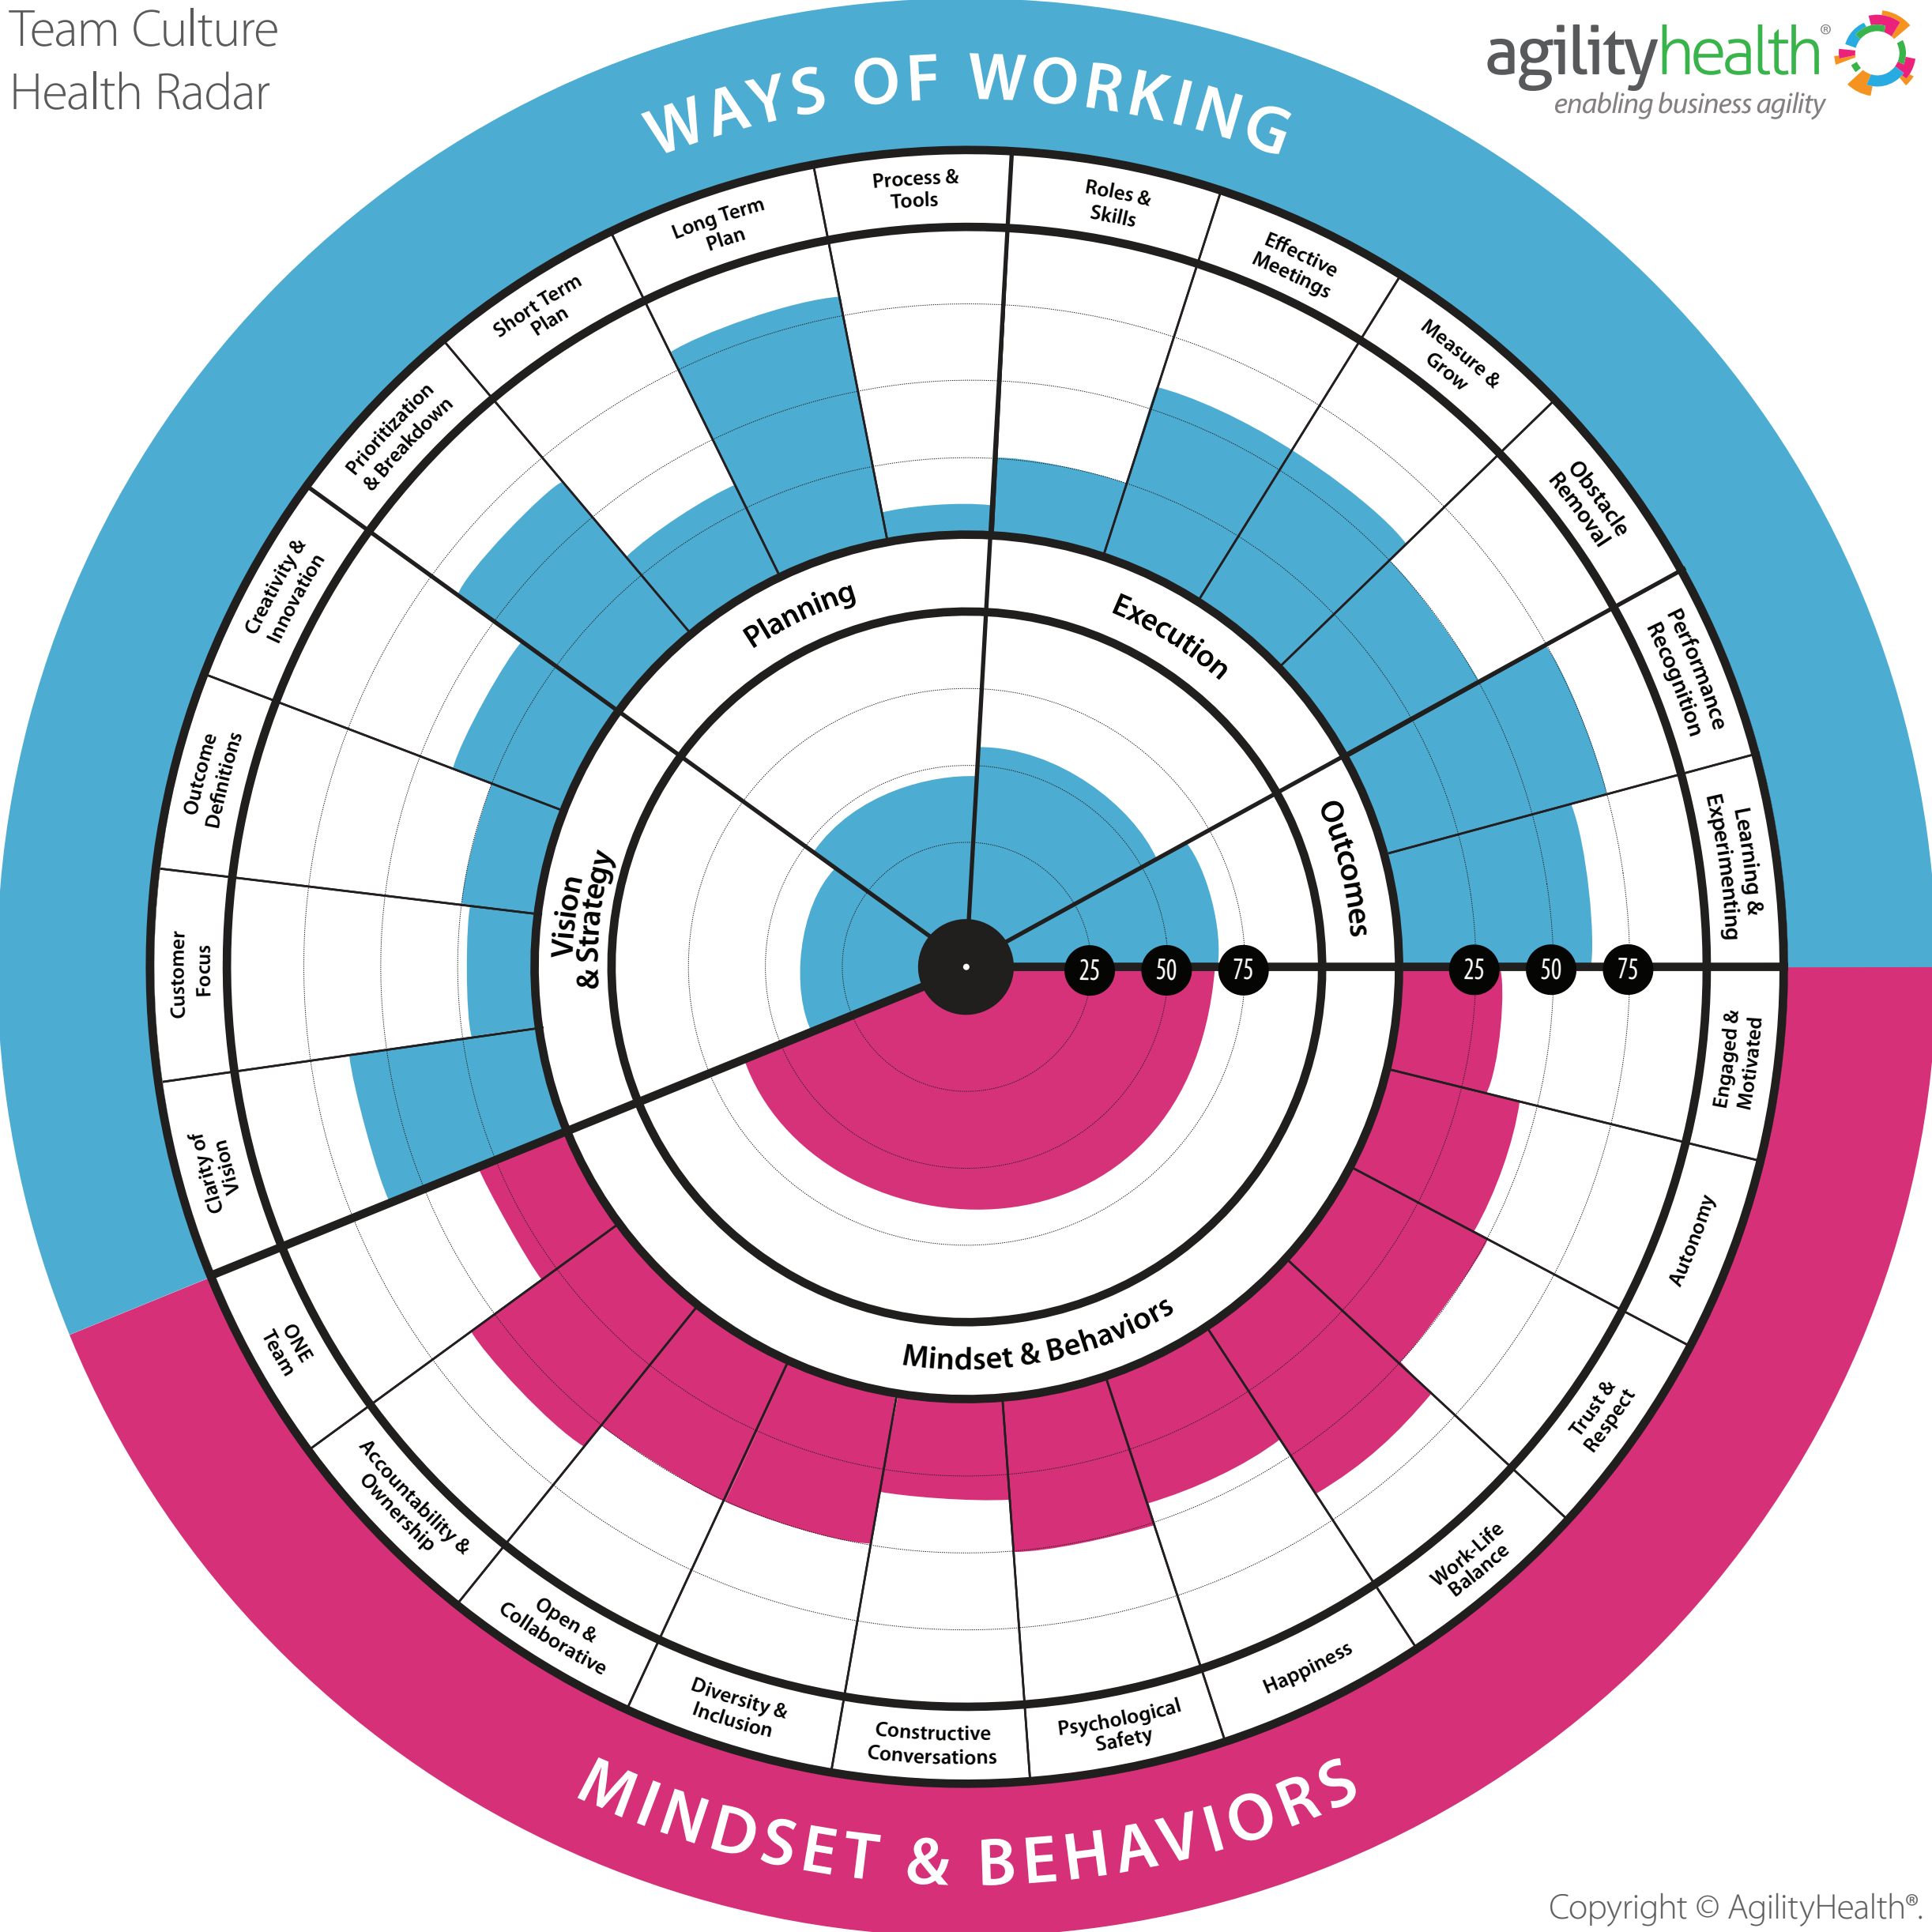 Team Culture
Health Radar
agilityhealth®
enabling business agility
WAYS OF WORKING
Process &
Tools
Roles &
Skills
Effective
Meetings
Measure &
Grow
Obstacle
Removal
Performance
Recognition
Learning &
Experimenting
Engaged &
Motivated
Autonomy
Trust &
Respect
Work-Life
Balance
Happiness
Psychological
Safety
Constructive
Conversations
Diversity &
Inclusion
Open &
Collaborative
Accountability &
Ownership
ONE
Team
Clarity of
Vision
Customer
Focus
Outcome
Definitions
Creativity &
Innovation
Prioritization
& Breakdown
Short Term
Plan
Long Term
Plan
Planning
Execution
Outcomes
Mindset & Behaviors
Vision
& Strategy
25 50 75 25 50 75
MINDSET & BEHAVIORS
Copyright © AgilityHealth®.